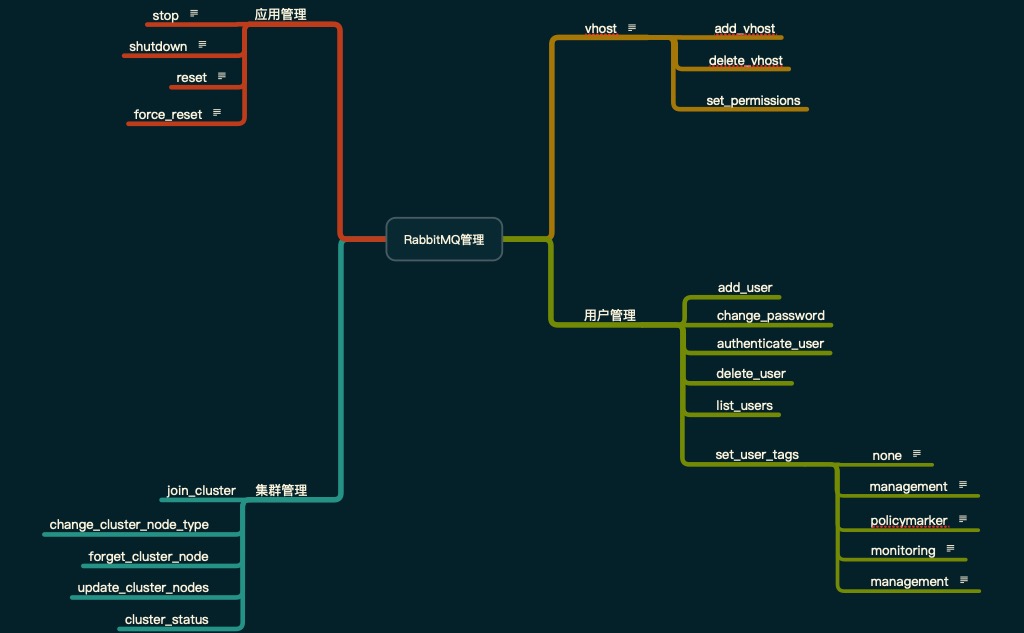 RabbitMQ管理
应用管理
stop
shutdown
reset
force_reset
集群管理
join_cluster
change_cluster_node_type
forget_cluster_node
update_cluster_nodes
cluster_status
vhost
add_vhost
delete_vhost
set_permissions
用户管理
add_user
change_password
authenticate_user
delete_user
list_users
set_user_tags
none
management
policymarker
monitoring
management